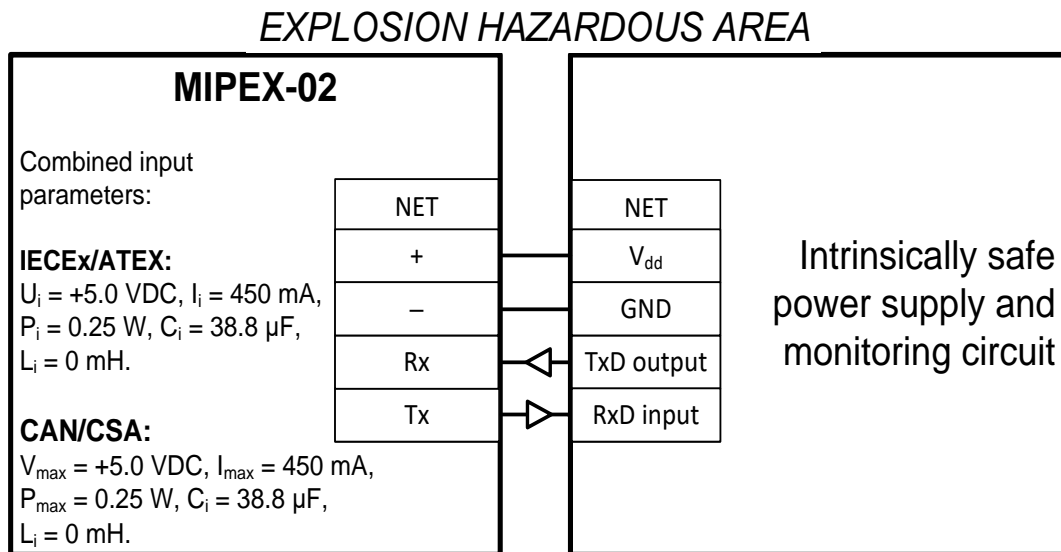 EXPLOSION HAZARDOUS AREA
MIPEX-02
Combined input
parameters:
IECEx/ATEX:
Uᵢ = +5.0 VDC, Iᵢ = 450 mA,
Pᵢ = 0.25 W, Cᵢ = 38.8 µF,
Lᵢ = 0 mH.
CAN/CSA:
Vmax = +5.0 VDC, Imax = 450 mA,
Pmax = 0.25 W, Cᵢ = 38.8 µF,
Lᵢ = 0 mH.
NET
+
–
Rx
Tx
NET
Vdd
GND
TxD output
RxD input
Intrinsically safe
power supply and
monitoring circuit